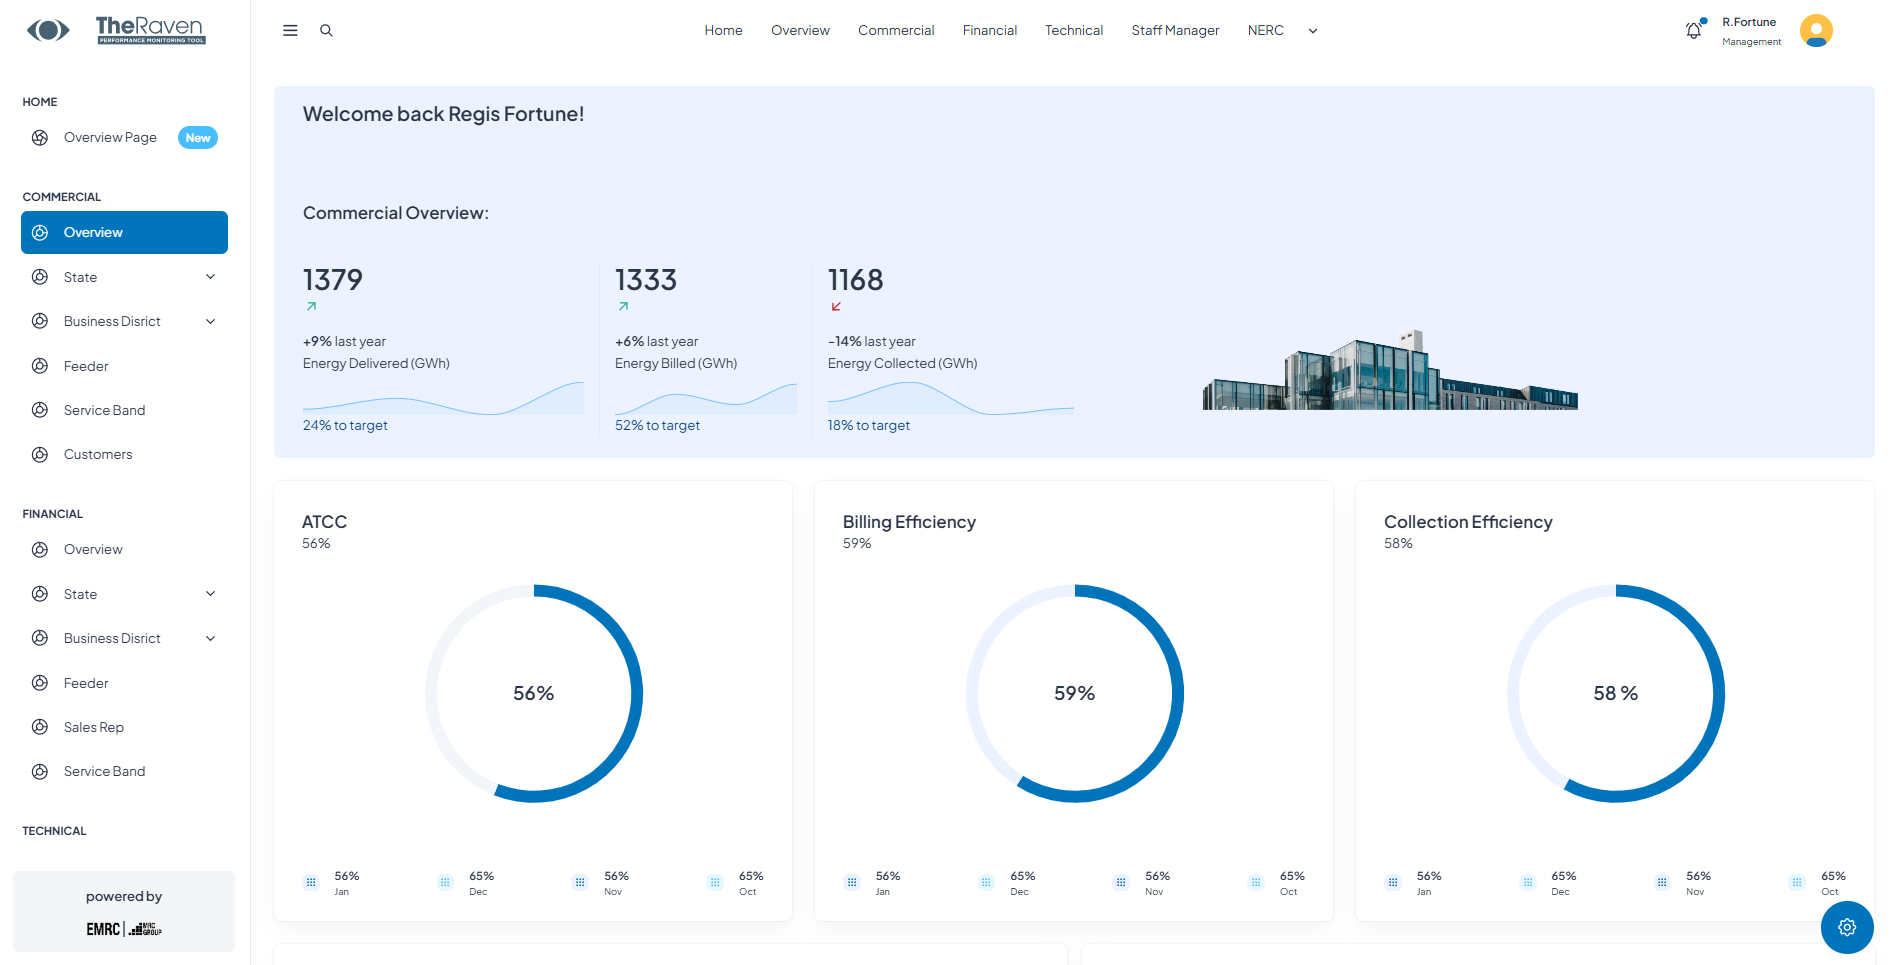 TheRaven
PERFORMANCE MONITORING TOOL
Home
Overview
Commercial
Financial
Technical
Staff Manager
NERC
R.Fortune
Management
HOME
Overview Page
New
COMMERCIAL
Overview
State
Business Disrict
Feeder
Service Band
Customers
FINANCIAL
Overview
State
Business Disrict
Feeder
Sales Rep
Service Band
TECHNICAL
powered by
EMRC
MRC
GROUP
Welcome back Regis Fortune!
Commercial Overview:
1379
+9% last year
Energy Delivered (GWh)
24% to target
1333
+6% last year
Energy Billed (GWh)
52% to target
1168
-14% last year
Energy Collected (GWh)
18% to target
ATCC
56%
56%
56%
Jan
65%
Dec
56%
Nov
65%
Oct
Billing Efficiency
59%
59%
56%
Jan
65%
Dec
56%
Nov
65%
Oct
Collection Efficiency
58%
58 %
56%
Jan
65%
Dec
56%
Nov
65%
Oct